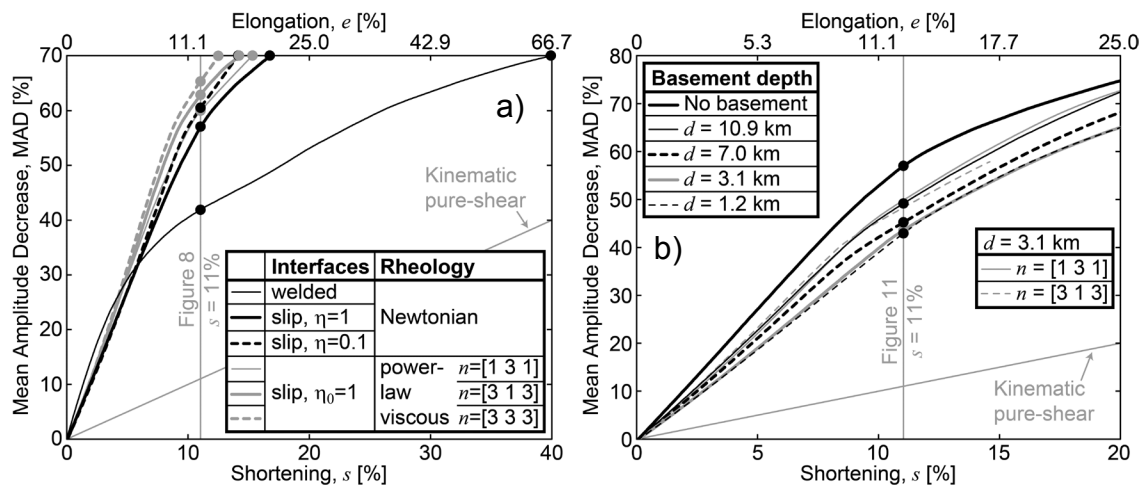 Elongation, e [%]
0 11.1 25.0 42.9 66.7
70
60
50
40
30
20
10
0
Mean Amplitude Decrease, MAD [%]
a)
Kinematic
pure-shear
Figure 8
s = 11%
Interfaces Rheology
welded
slip, η=1
Newtonian
slip, η=0.1
power- n=[1 3 1]
slip, η0=1 law n=[3 1 3]
viscous n=[3 3 3]
0 10 20 30 40
Shortening, s [%]
Elongation, e [%]
0 5.3 11.1 17.7 25.0
80
70
60
50
40
30
20
10
0
Mean Amplitude Decrease, MAD [%]
Basement depth
No basement
d = 10.9 km
d = 7.0 km
d = 3.1 km
d = 1.2 km
b)
d = 3.1 km
n = [1 3 1]
n = [3 1 3]
Figure 11
s = 11%
Kinematic
pure-shear
0 5 10 15 20
Shortening, s [%]